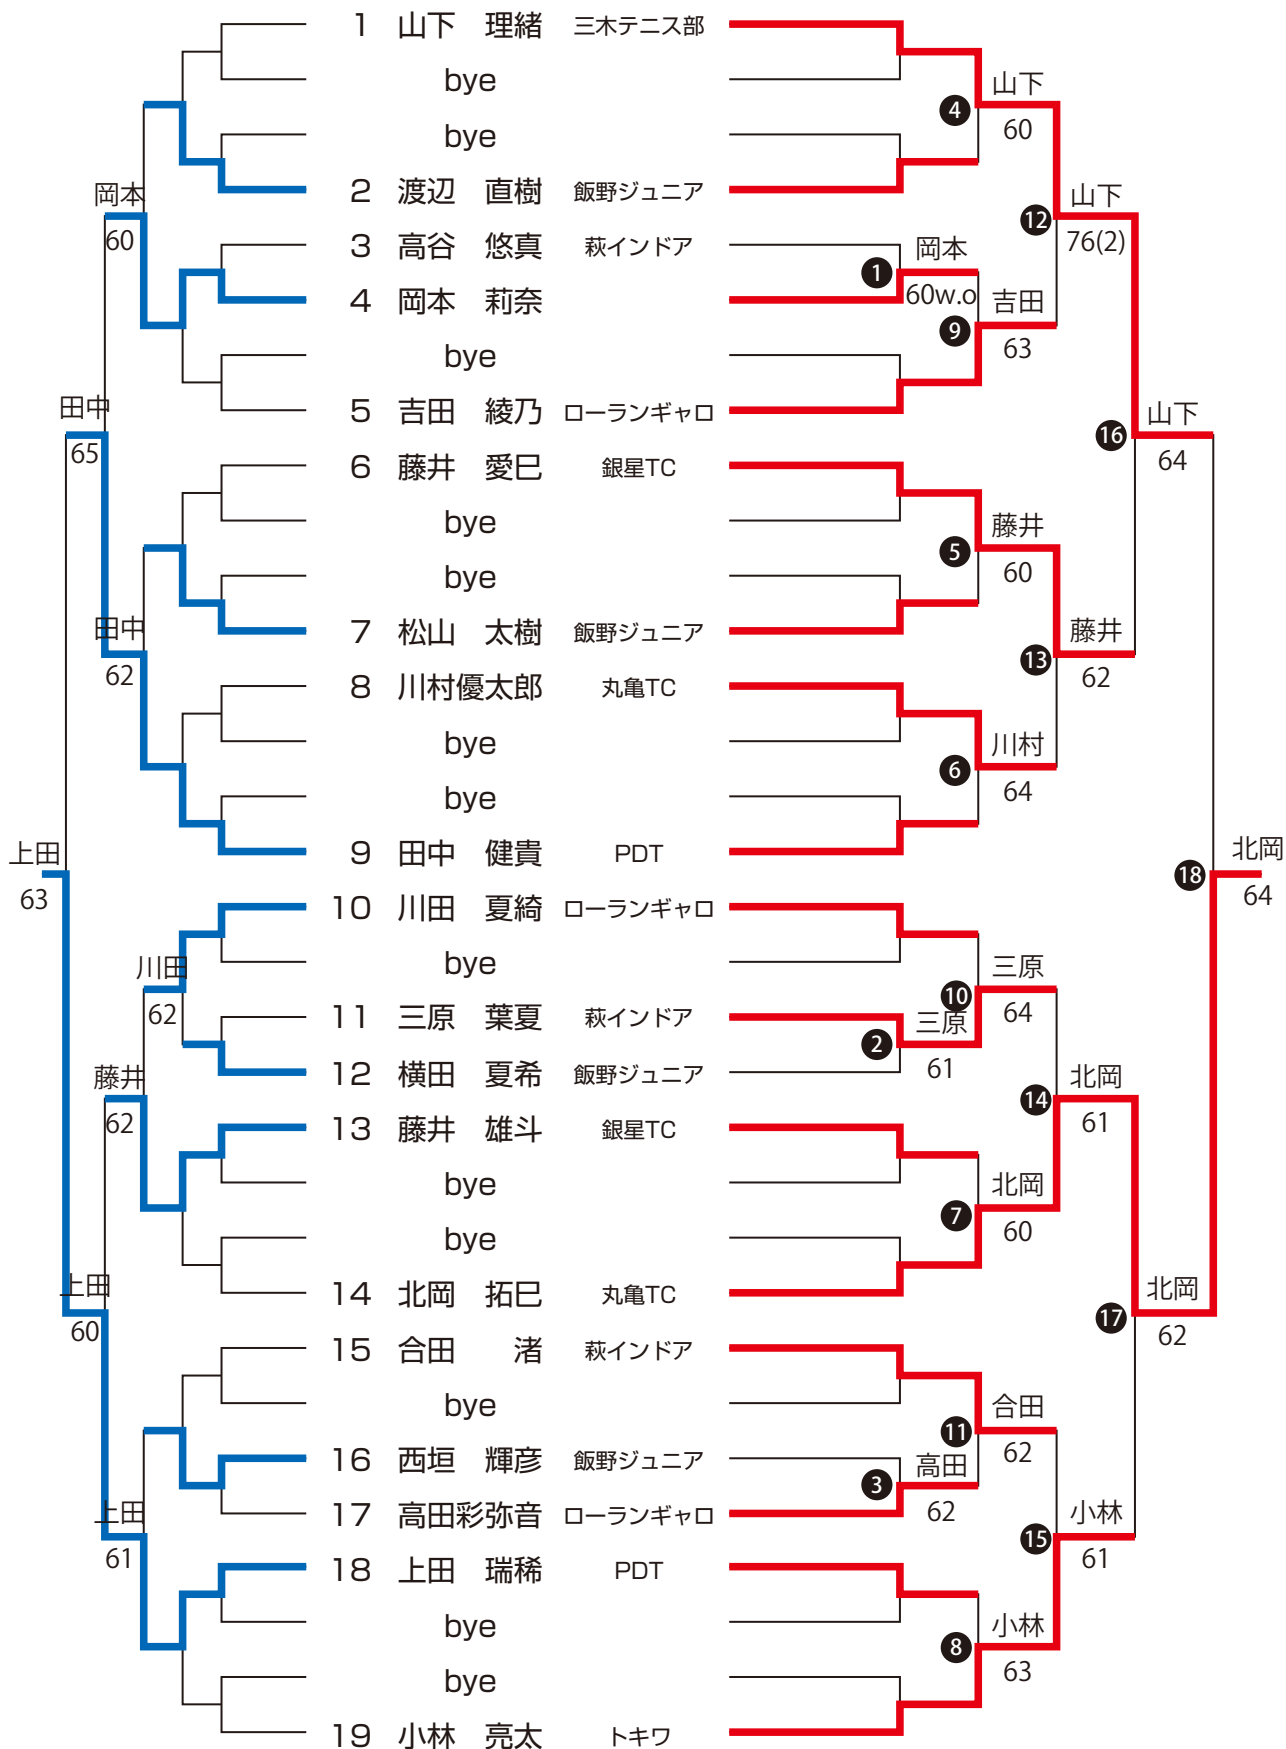 1 山下 理緒 三木テニス部
bye
山下
4
60
bye
2 渡辺 直樹 飯野ジュニア
岡本
60
12
山下
76(2)
3 高谷 悠真 萩インドア
1
岡本
60w.o
4 岡本 莉奈
9
吉田
63
bye
5 吉田 綾乃 ローランギャロ
田中
65
16
山下
64
6 藤井 愛巳 銀星TC
bye
5
藤井
60
bye
7 松山 太樹 飯野ジュニア
田中
62
13
藤井
62
8 川村優太郎 丸亀TC
bye
6
川村
64
bye
9 田中 健貴 PDT
上田
63
18
北岡
64
10 川田 夏綺 ローランギャロ
bye
川田
62
10
三原
64
11 三原 葉夏 萩インドア
2
三原
61
12 横田 夏希 飯野ジュニア
藤井
62
14
北岡
61
13 藤井 雄斗 銀星TC
bye
7
北岡
60
bye
14 北岡 拓巳 丸亀TC
上田
60
17
北岡
62
15 合田 渚 萩インドア
bye
11
合田
62
16 西垣 輝彦 飯野ジュニア
3
高田
62
17 高田彩弥音 ローランギャロ
上田
61
15
小林
61
18 上田 瑞稀 PDT
bye
8
小林
63
bye
19 小林 亮太 トキワ